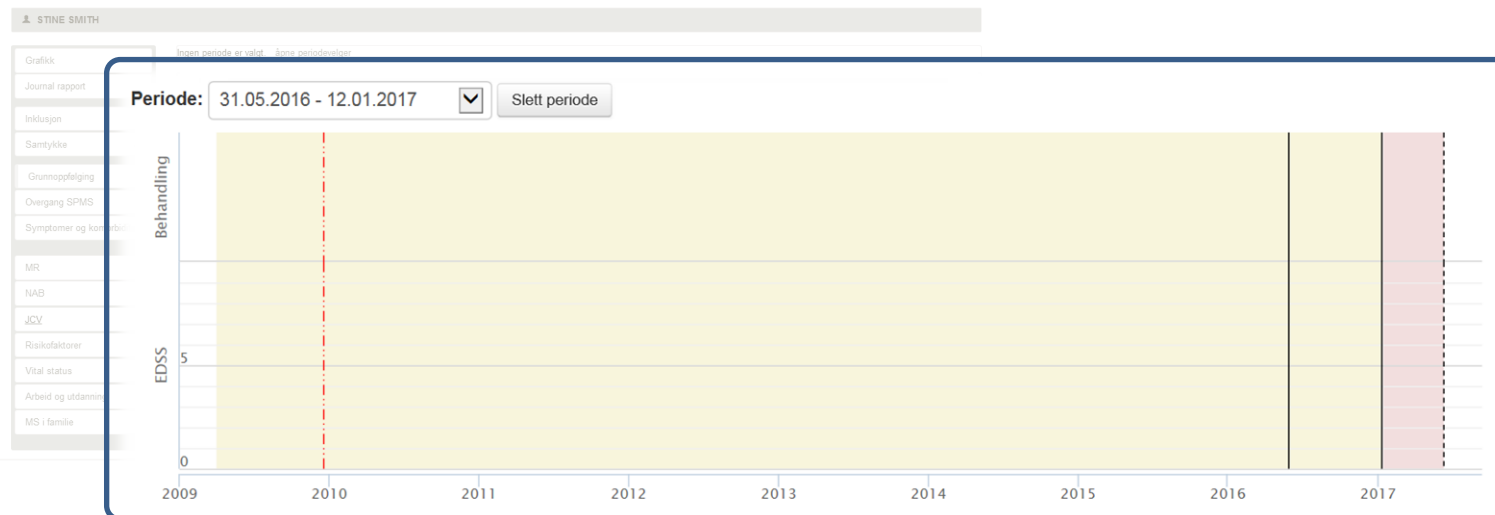 STINE SMITH
Ingen periode er valgt. åpne periodevelger
Grafikk
Journal rapport
Inklusjon
Samtykke
Grunnoppfølging
Overgang SPMS
Symptomer og
MR
NAB
JCV
Risikofaktorer
Vital status
Arbeid og utdanning
MS i familie
Periode: 31.05.2016 - 12.01.2017 Slett periode
Behandling
EDSS
5
0
2009 2010 2011 2012 2013 2014 2015 2016 2017